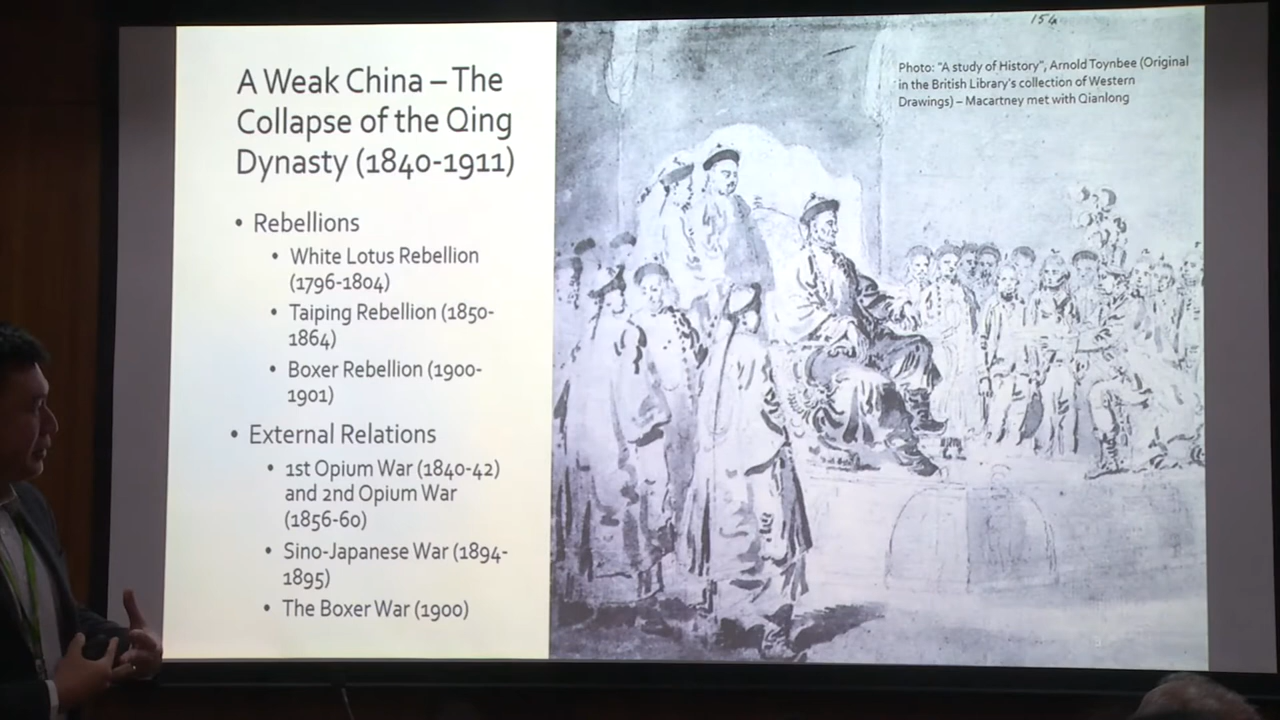 A Weak China – The
Collapse of the Qing
Dynasty (1840-1911)
• Rebellions
• White Lotus Rebellion
(1796-1804)
• Taiping Rebellion (1850-
1864)
• Boxer Rebellion (1900-
1901)
• External Relations
• 1st Opium War (1840-42)
and 2nd Opium War
(1856-60)
• Sino-Japanese War (1894-
1895)
• The Boxer War (1900)
154
Photo: "A study of History", Arnold Toynbee (Original
in the British Library's collection of Western
Drawings) – Macartney met with Qianlong